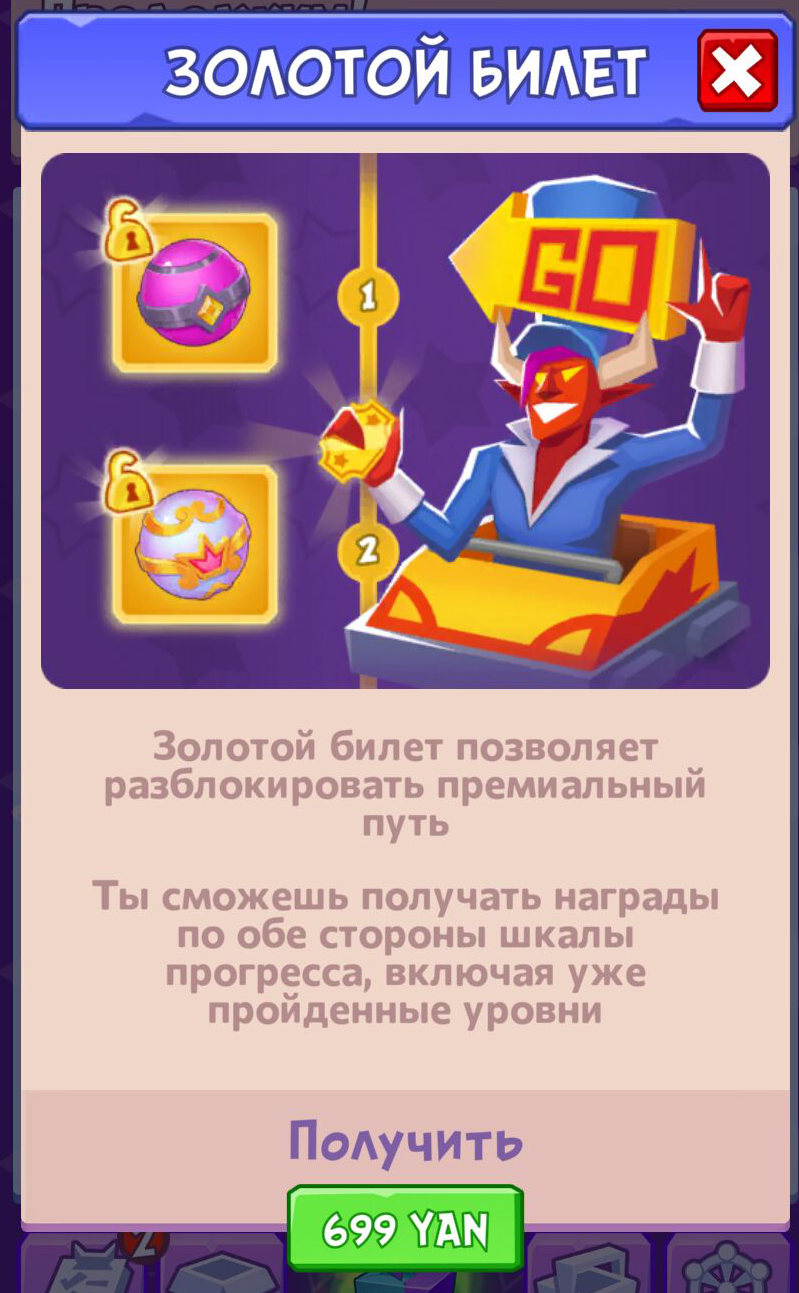 ЗОЛОТОЙ БИЛЕТ
GO
1
2
Золотой билет позволяет
разблокировать премиальный
путь
Ты сможешь получать награды
по обе стороны шкалы
прогресса, включая уже
пройденные уровни
Получить
699 YAN
2